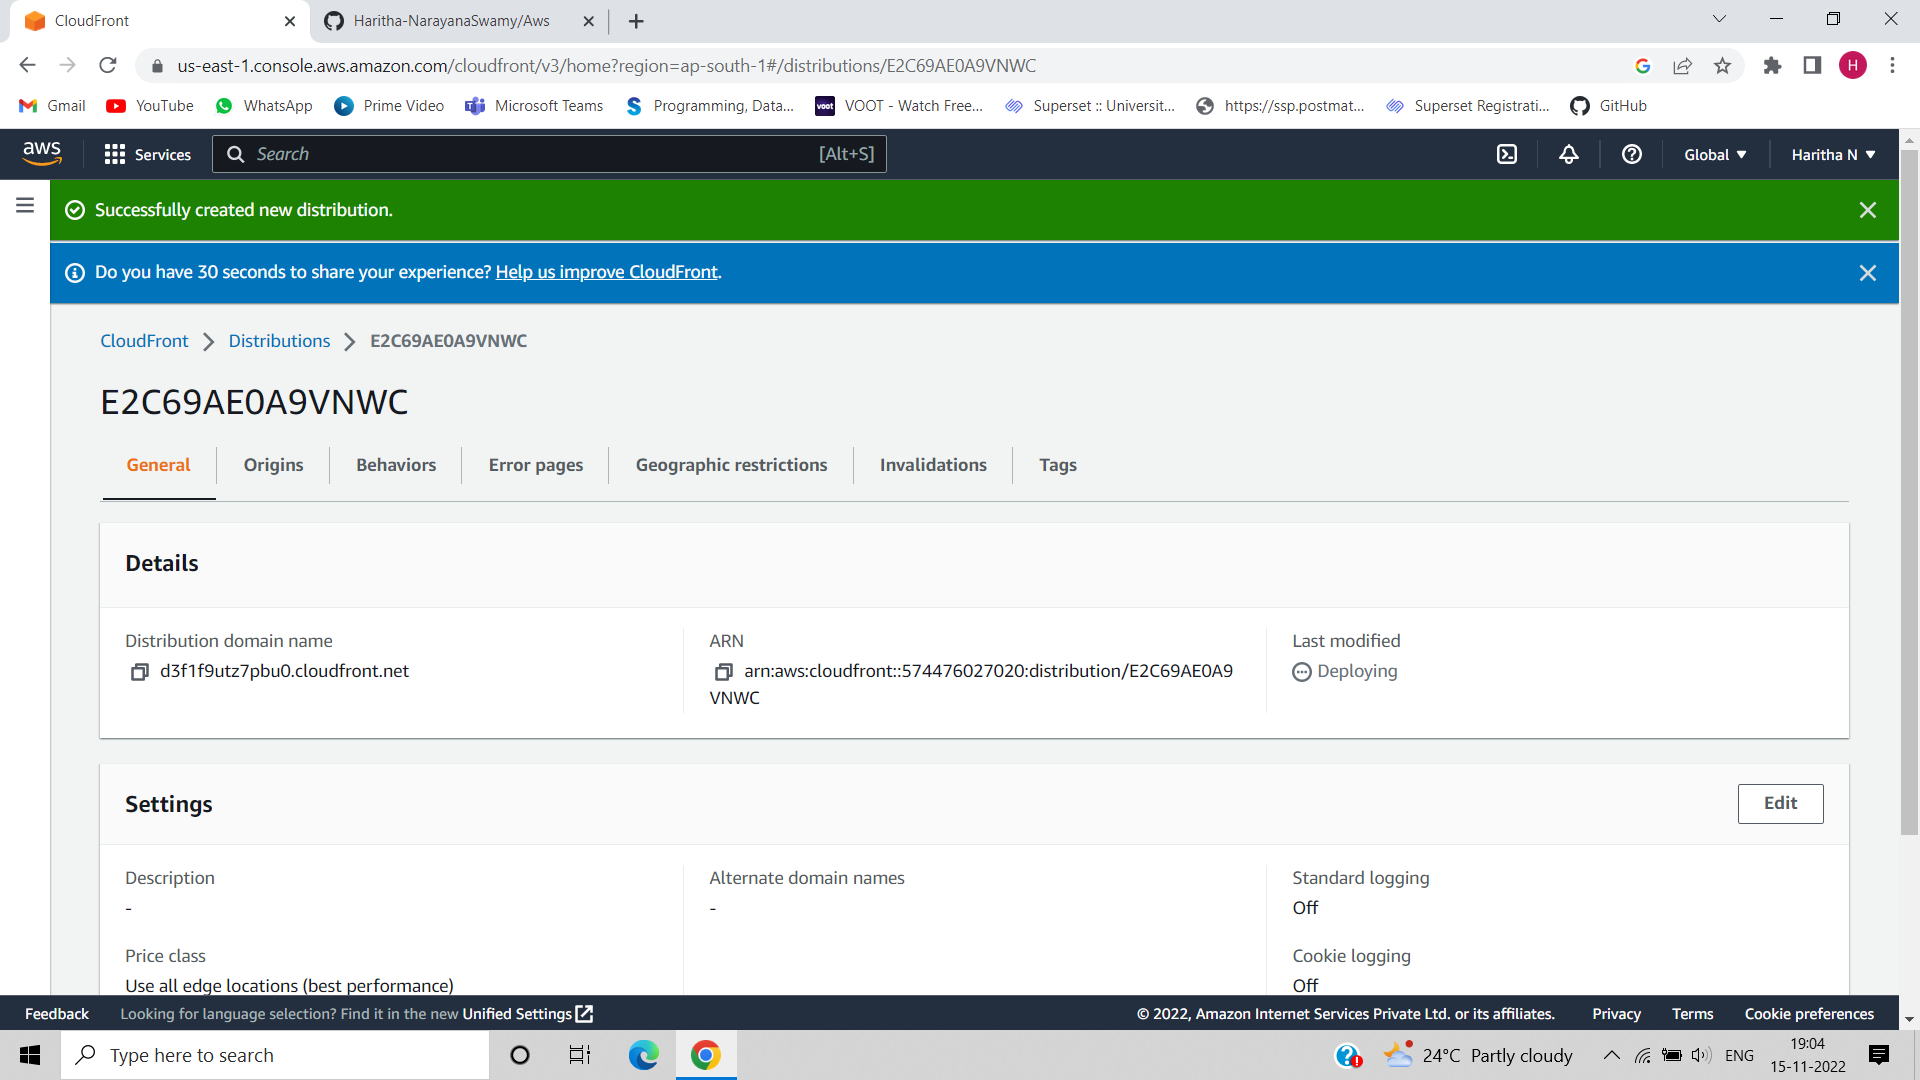 CloudFront
Haritha-NarayanaSwamy/Aws
us-east-1.console.aws.amazon.com/cloudfront/v3/home?region=ap-south-1#/distributions/E2C69AE0A9VNWC
H
Gmail
YouTube
WhatsApp
Prime Video
Microsoft Teams
Programming, Data...
voot
VOOT - Watch Free...
Superset :: Universit...
https://ssp.postmat...
Superset Registrati...
GitHub
aws
Services
Search
[Alt+S]
Global
Haritha N
Successfully created new distribution.
Do you have 30 seconds to share your experience? Help us improve CloudFront.
CloudFront
Distributions
E2C69AE0A9VNWC
E2C69AE0A9VNWC
General
Origins
Behaviors
Error pages
Geographic restrictions
Invalidations
Tags
Details
Distribution domain name
d3f1f9utz7pbu0.cloudfront.net
ARN
arn:aws:cloudfront::574476027020:distribution/E2C69AE0A9
VNWC
Last modified
Deploying
Settings
Edit
Description
-
Alternate domain names
-
Standard logging
Off
Price class
Use all edge locations (best performance)
Cookie logging
Off
Feedback
Looking for language selection? Find it in the new Unified Settings
© 2022, Amazon Internet Services Private Ltd. or its affiliates.
Privacy
Terms
Cookie preferences
Type here to search
24°C Partly cloudy
ENG
19:04
15-11-2022